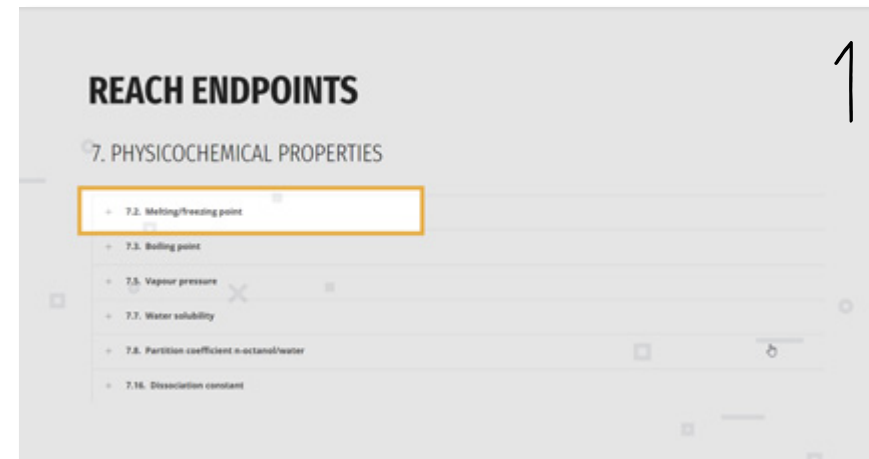 1
REACH ENDPOINTS
7. PHYSICOCHEMICAL PROPERTIES
+ 7.2. Melting/freezing point
+ 7.3. Boiling point
+ 7.5. Vapour pressure
+ 7.7. Water solubility
+ 7.8. Partition coefficient n-octanol/water
+ 7.16. Dissociation constant